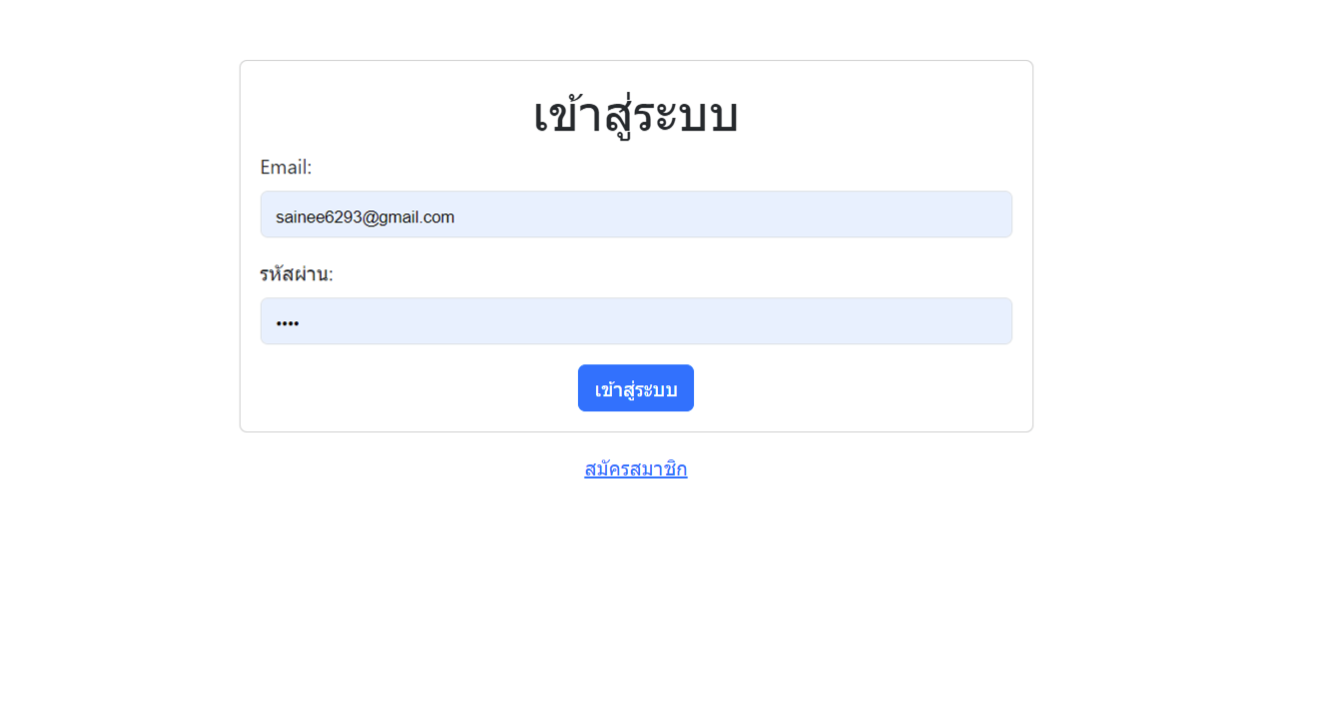 เข้าสู่ระบบ
Email:
sainee6293@gmail.com
รหัสผ่าน:
••••
เข้าสู่ระบบ
สมัครสมาชิก